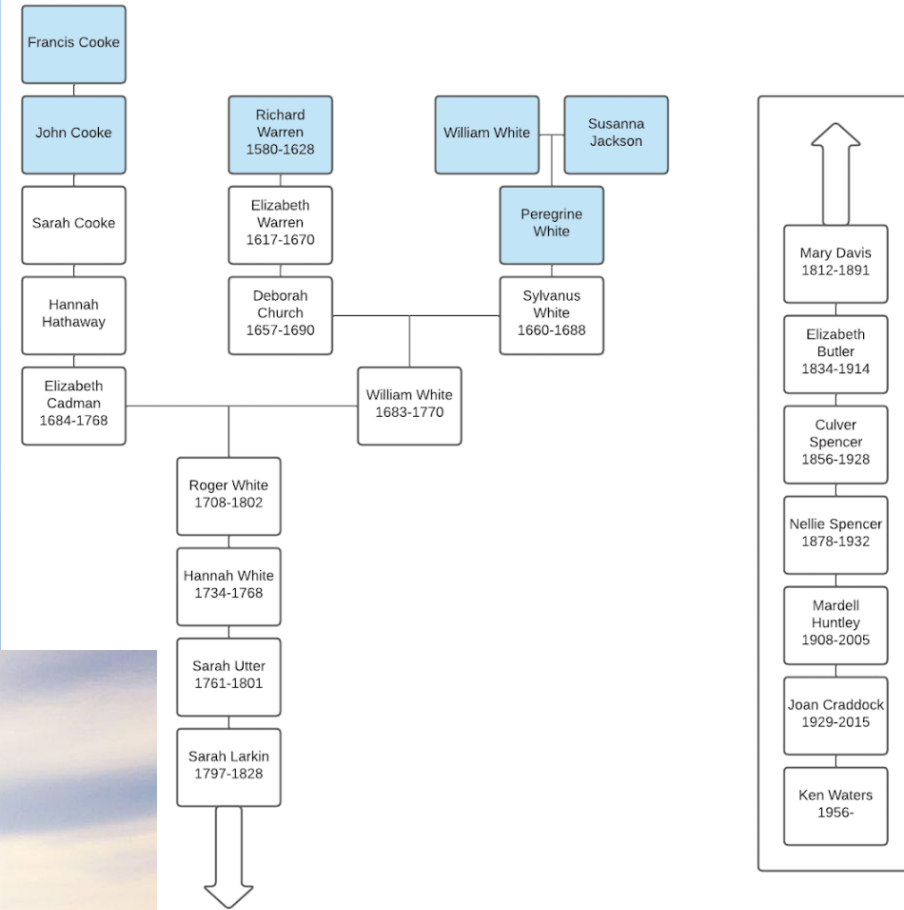 Francis Cooke
John Cooke
Sarah Cooke
Hannah
Hathaway
Elizabeth
Cadman
1684-1768
Richard
Warren
1580-1628
Elizabeth
Warren
1617-1670
Deborah
Church
1657-1690
William White
Susanna
Jackson
Peregrine
White
Sylvanus
White
1660-1688
William White
1683-1770
Roger White
1708-1802
Hannah White
1734-1768
Sarah Utter
1761-1801
Sarah Larkin
1797-1828
Mary Davis
1812-1891
Elizabeth
Butler
1834-1914
Culver
Spencer
1856-1928
Nellie Spencer
1878-1932
Mardell
Huntley
1908-2005
Joan Craddock
1929-2015
Ken Waters
1956-